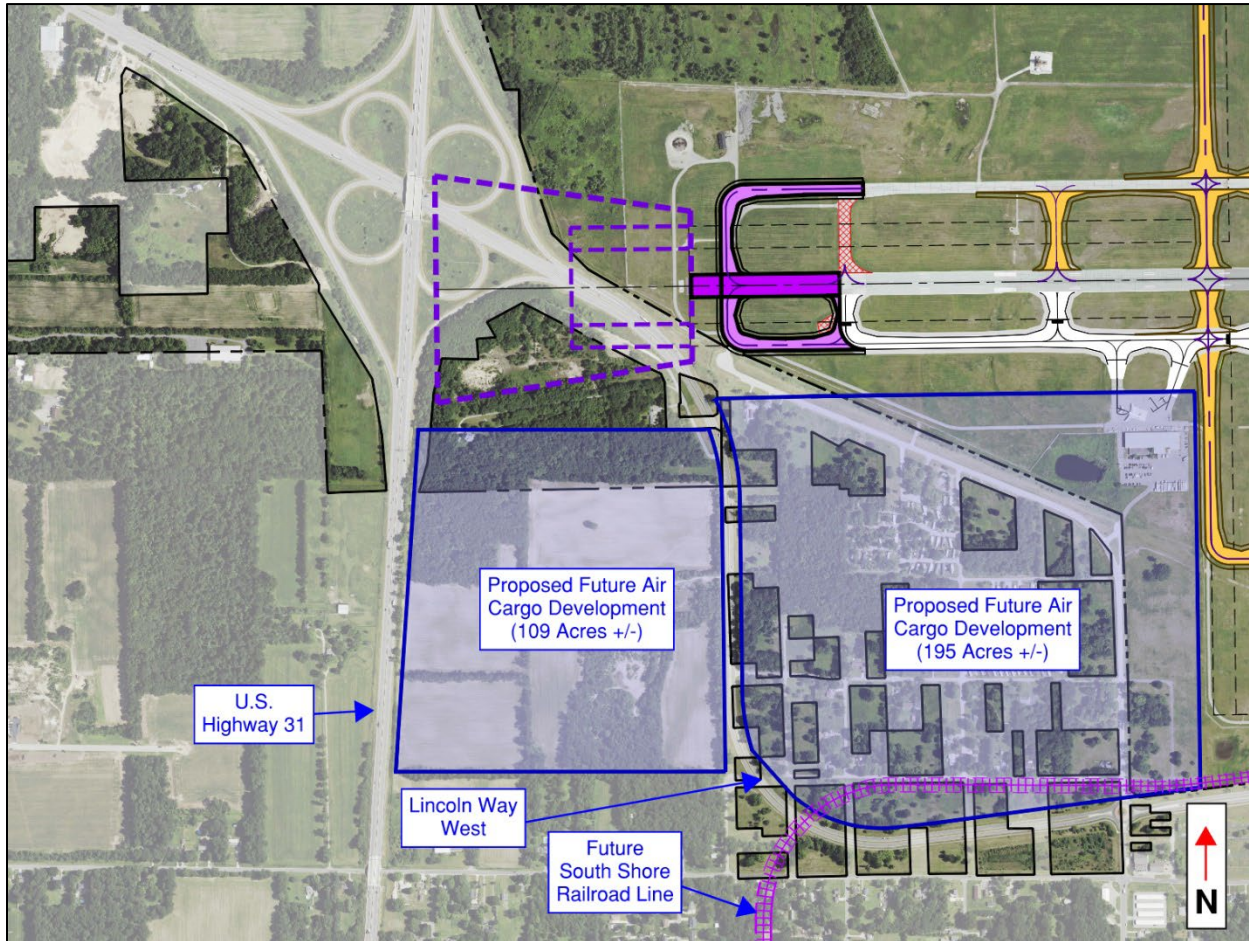 Proposed Future Air
Cargo Development
(109 Acres +/-)
Proposed Future Air
Cargo Development
(195 Acres +/-)
U.S.
Highway 31
Lincoln Way
West
Future
South Shore
Railroad Line
N